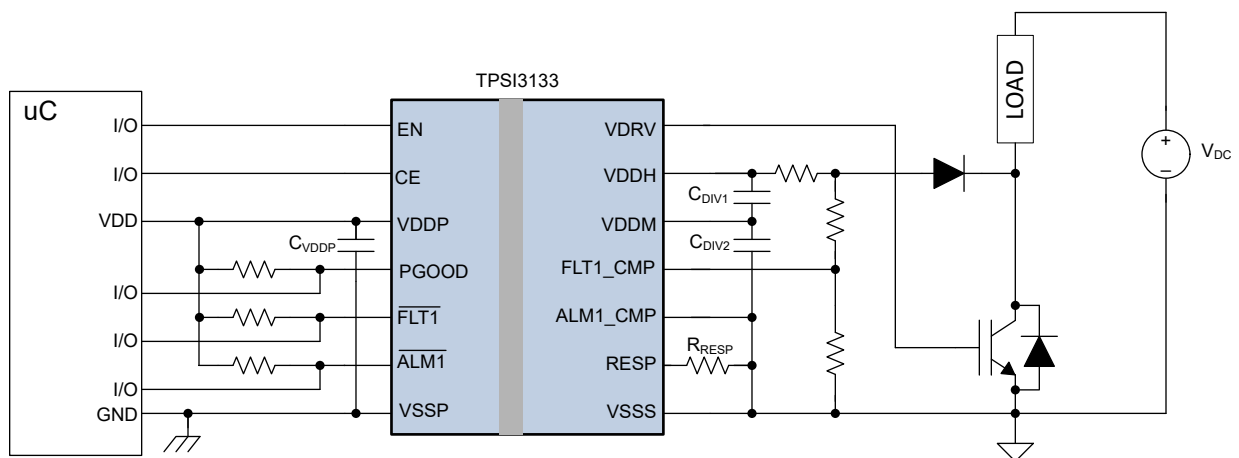 TPSI3133
uC
I/O
I/O
VDD
I/O
I/O
I/O
GND
C_VDDP
EN
CE
VDDP
PGOOD
FLT1
ALM1
VSSP
VDRV
VDDH
VDDM
FLT1_CMP
ALM1_CMP
RESP
VSSS
C_DIV1
C_DIV2
R_RESP
LOAD
+
−
V_DC